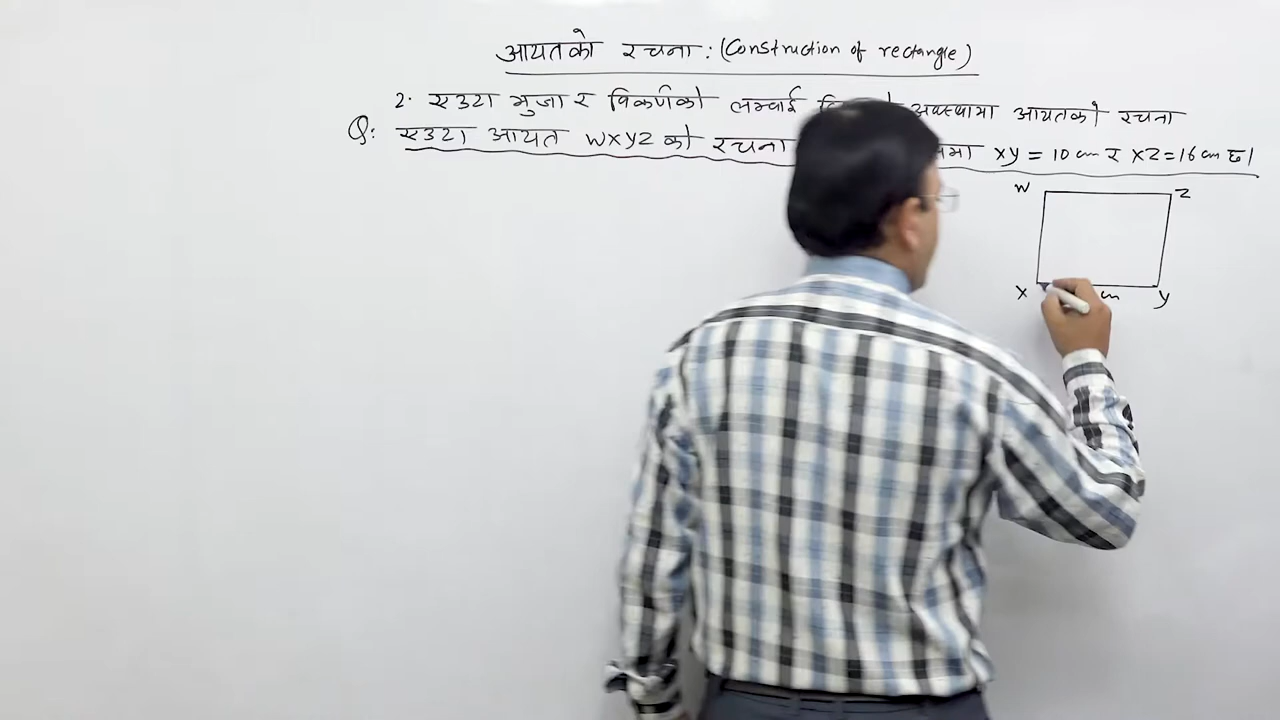 आयतको रचना : (Construction of rectangle)
2. एउटा भुजा र विकर्णको लम्वाई अवस्थामा आयतको रचना
Q: एउटा आयत WXYZ को रचना XY = 10 cm र XZ = 16 cm छ।
W Z
X cm Y